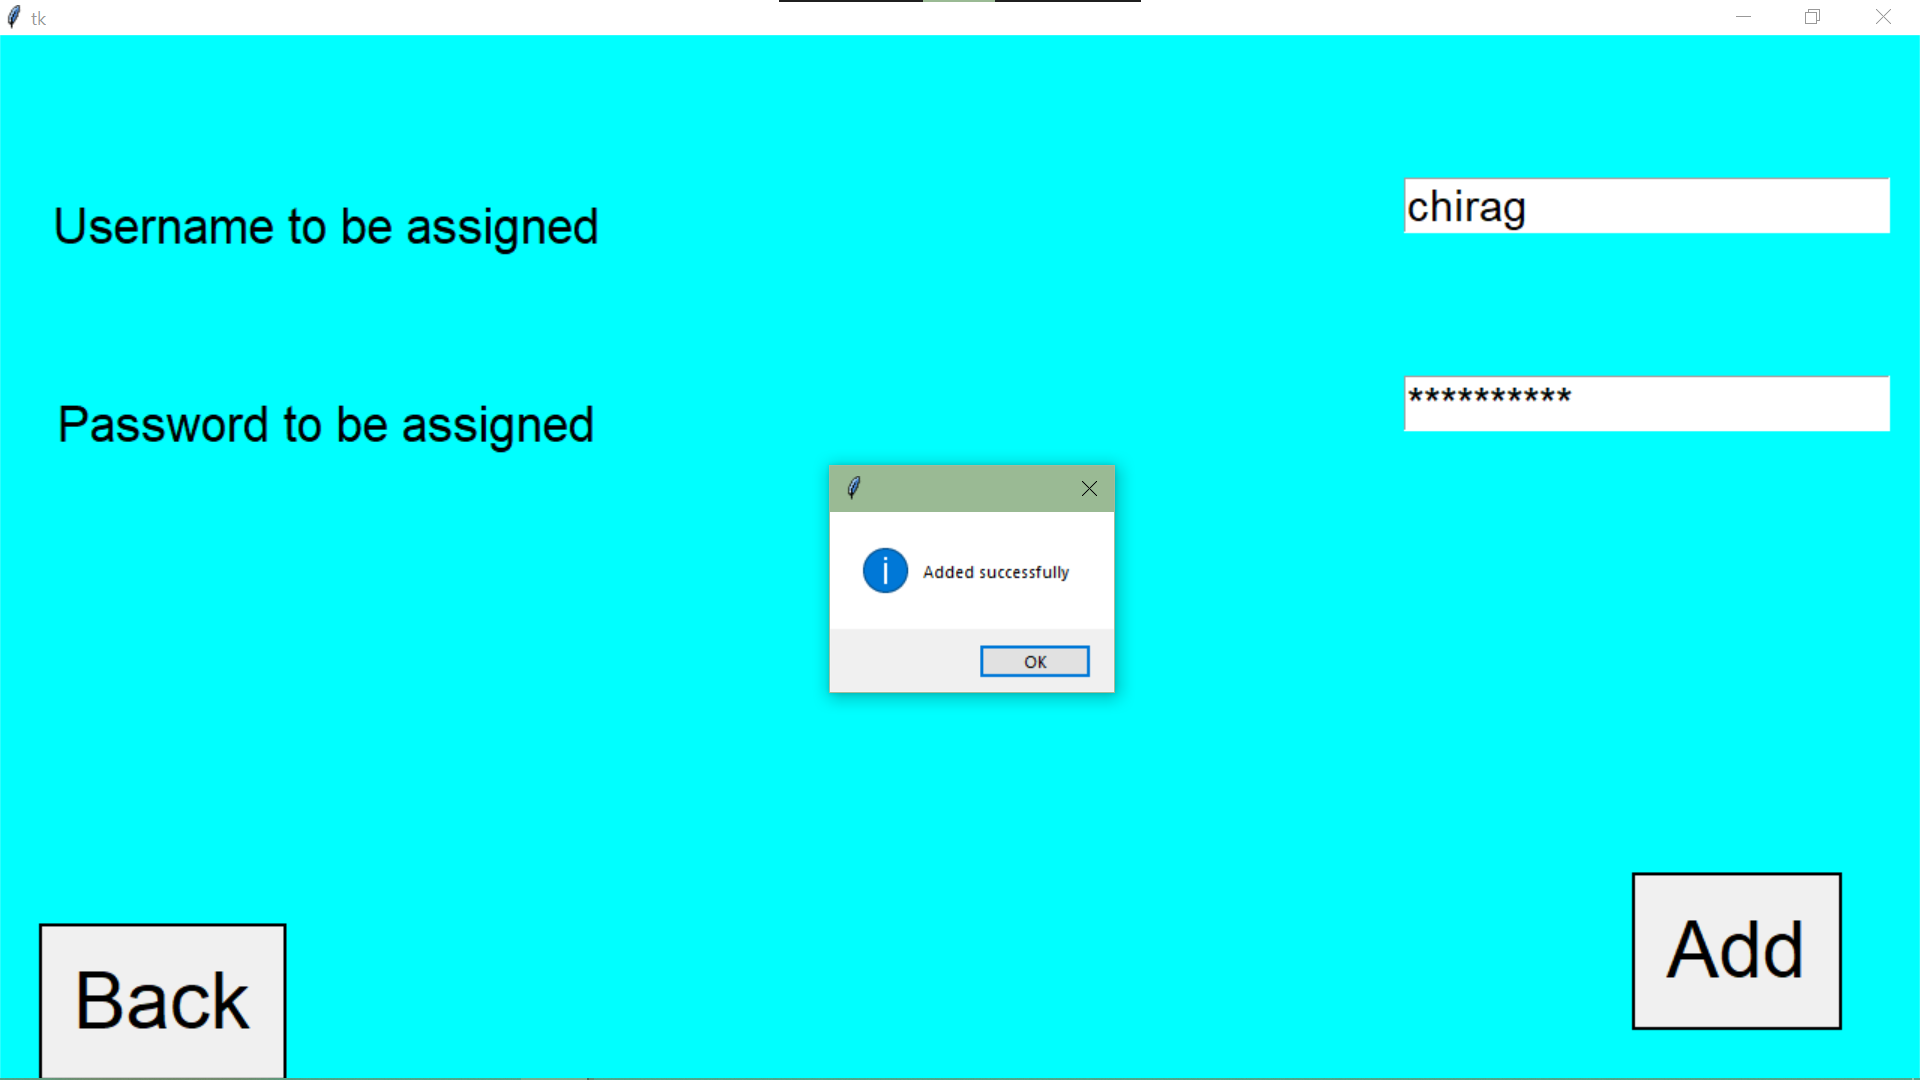 tk
Username to be assigned
chirag
Password to be assigned
**********
Added successfully
OK
Back
Add